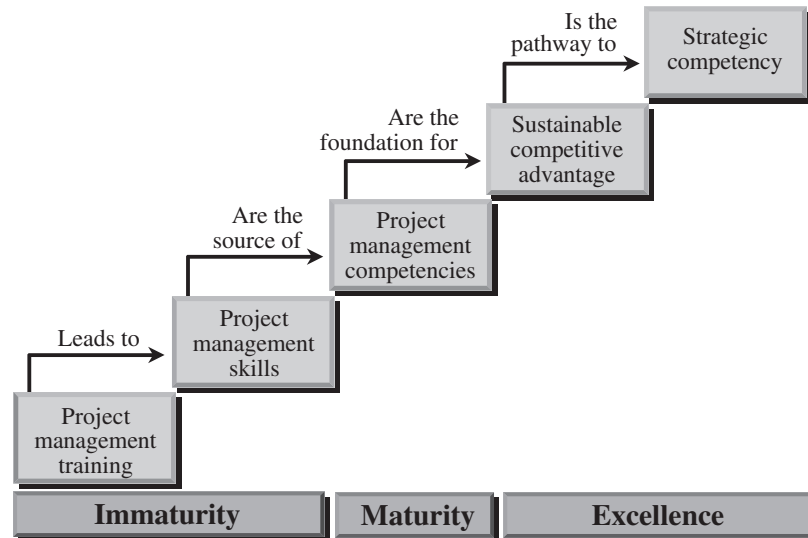 Is the
pathway to
Strategic
competency
Are the
foundation for
Sustainable
competitive
advantage
Are the
source of
Project
management
competencies
Leads to
Project
management
skills
Project
management
training
Immaturity
Maturity
Excellence